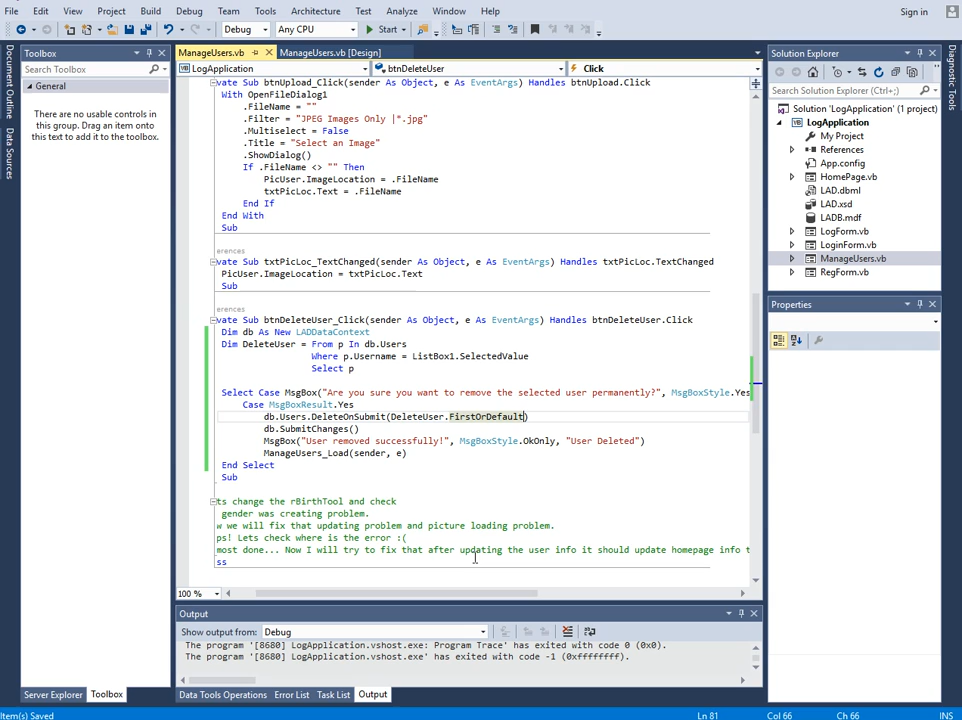 File Edit View Project Build Debug Team Tools Architecture Test Analyze Window Help Sign in
Debug Any CPU Start
Document Outline
Data Sources
Toolbox
Search Toolbox
General
There are no usable controls in
this group. Drag an item onto
this text to add it to the toolbox.
ManageUsers.vb ManageUsers.vb [Design]
LogApplication btnDeleteUser Click
vate Sub btnUpload_Click(sender As Object, e As EventArgs) Handles btnUpload.Click
With OpenFileDialog1
.FileName = ""
.Filter = "JPEG Images Only |*.jpg"
.Multiselect = False
.Title = "Select an Image"
.ShowDialog()
If .FileName <> "" Then
PicUser.ImageLocation = .FileName
txtPicLoc.Text = .FileName
End If
End With
Sub
erences
vate Sub txtPicLoc_TextChanged(sender As Object, e As EventArgs) Handles txtPicLoc.TextChanged
PicUser.ImageLocation = txtPicLoc.Text
Sub
erences
vate Sub btnDeleteUser_Click(sender As Object, e As EventArgs) Handles btnDeleteUser.Click
Dim db As New LADDataContext
Dim DeleteUser = From p In db.Users
Where p.Username = ListBox1.SelectedValue
Select p
Select Case MsgBox("Are you sure you want to remove the selected user permanently?", MsgBoxStyle.Yes
Case MsgBoxResult.Yes
db.Users.DeleteOnSubmit(DeleteUser.FirstOrDefault)
db.SubmitChanges()
MsgBox("User removed successfully!", MsgBoxStyle.OkOnly, "User Deleted")
ManageUsers_Load(sender, e)
End Select
Sub
ts change the rBirthTool and check
gender was creating problem.
w we will fix that updating problem and picture loading problem.
ps! Lets check where is the error :(
most done... Now I will try to fix that after updating the user info it should update homepage info t
ss
100 %
Output
Show output from: Debug
The program '[8680] LogApplication.vshost.exe: Program Trace' has exited with code 0 (0x0).
The program '[8680] LogApplication.vshost.exe' has exited with code -1 (0xffffffff).
Server Explorer Toolbox Data Tools Operations Error List Task List Output
Solution Explorer
Search Solution Explorer (Ctrl+;)
Solution 'LogApplication' (1 project)
LogApplication
My Project
References
App.config
HomePage.vb
LAD.dbml
LAD.xsd
LADB.mdf
LogForm.vb
LoginForm.vb
ManageUsers.vb
RegForm.vb
Properties
Diagnostic Tools
Item(s) Saved Ln 81 Col 66 Ch 66 INS